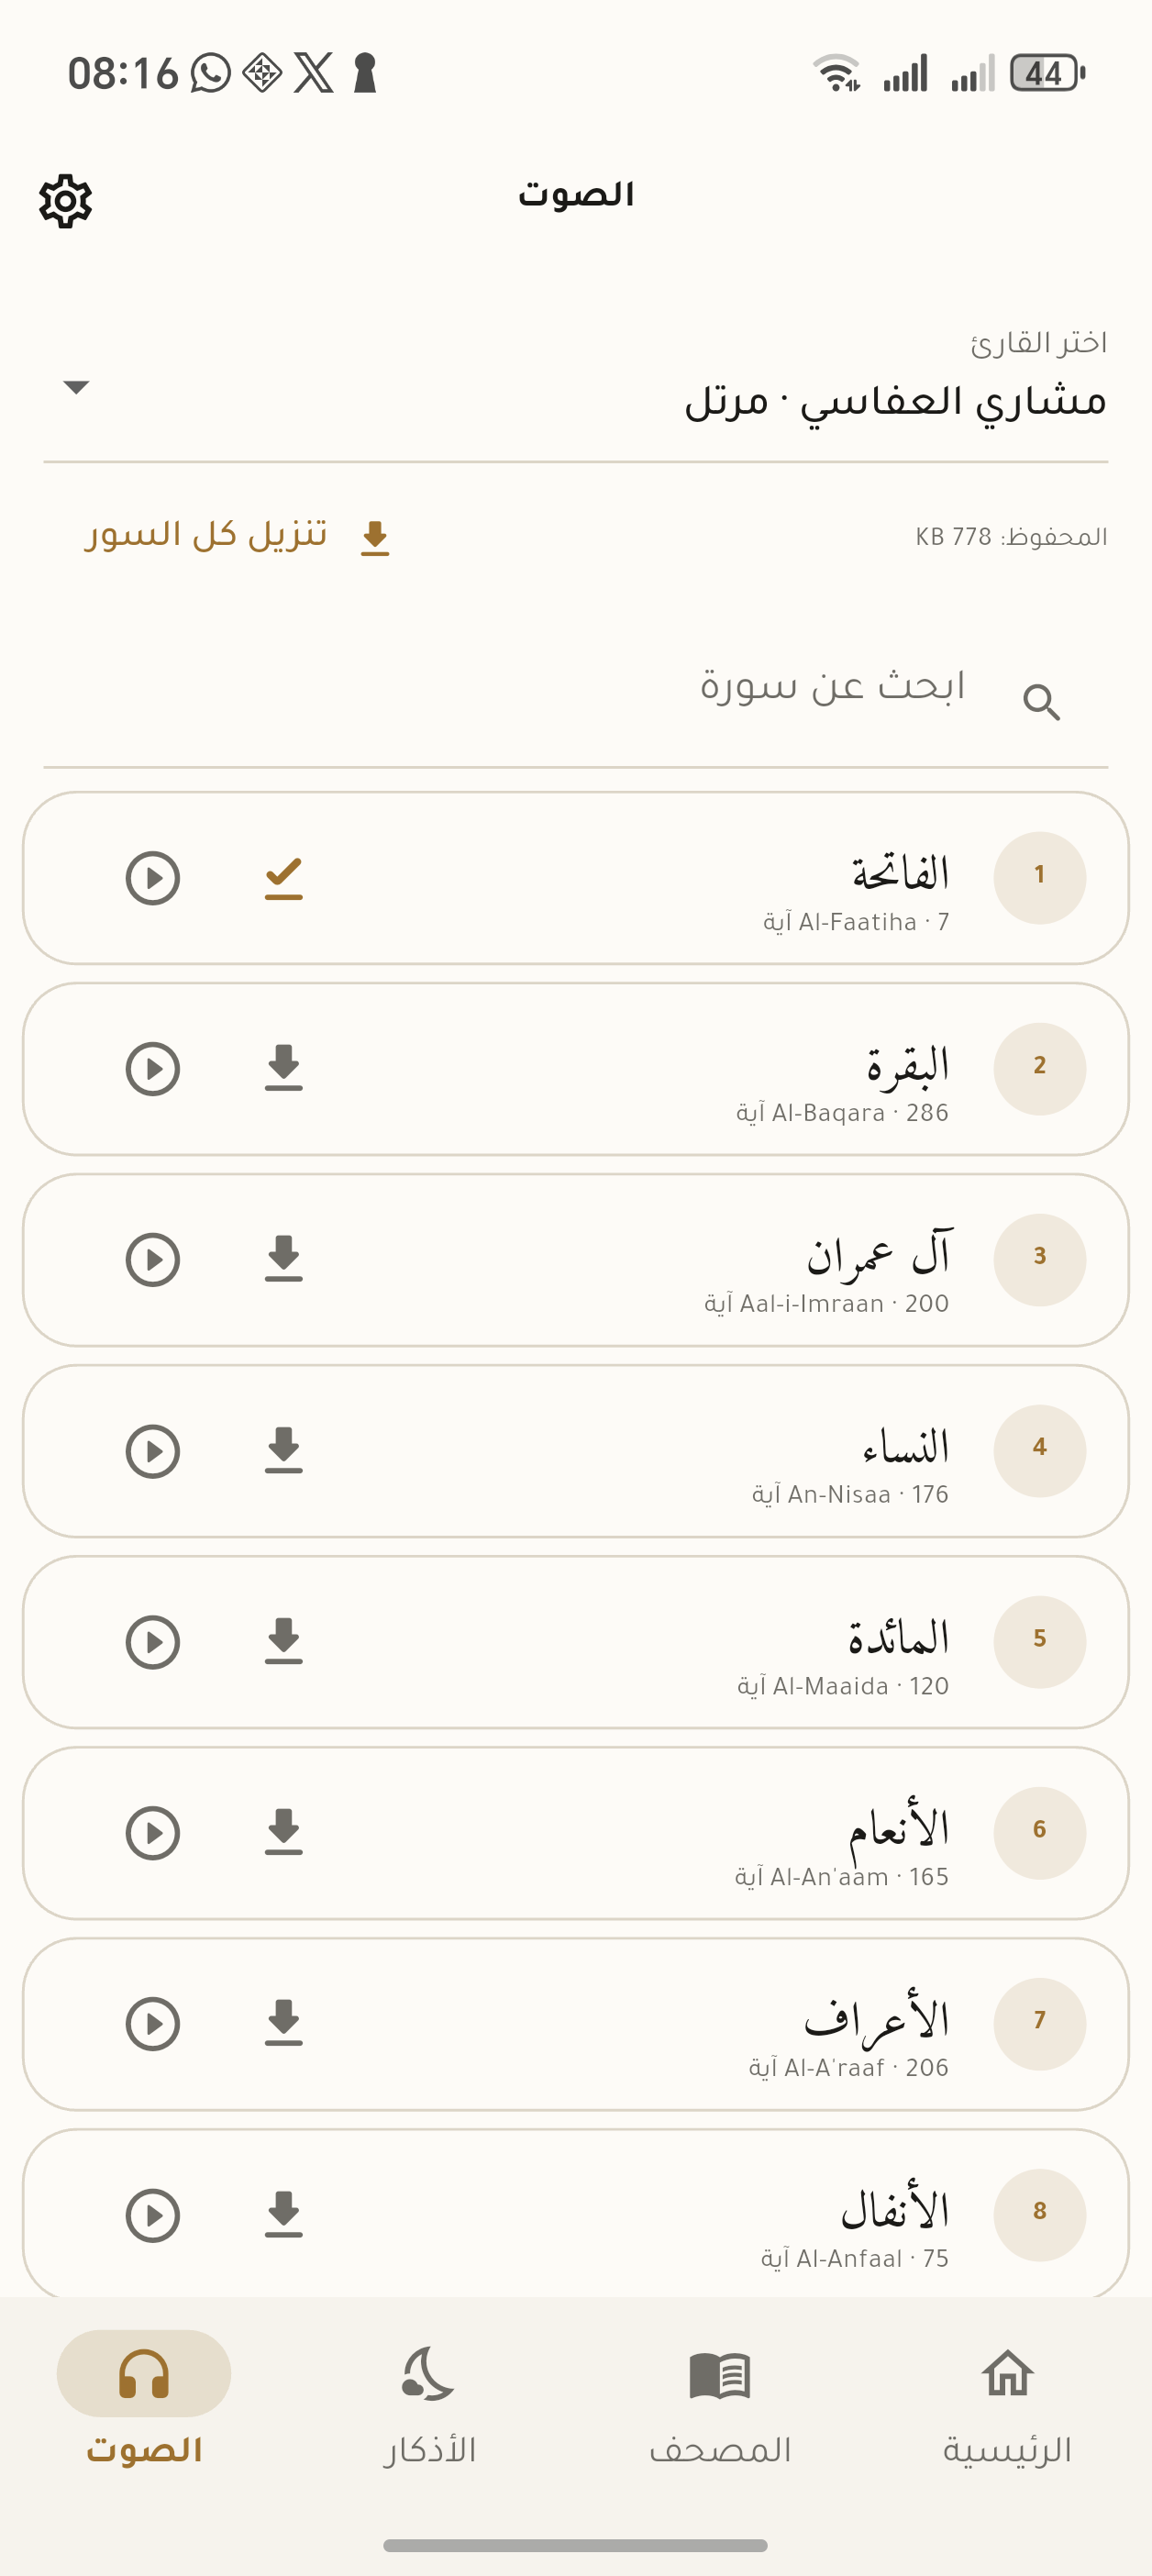 08:16
44
الصوت
اختر القارئ
مشاري العفاسي · مرتل
المحفوظ: 778 KB
تنزيل كل السور
ابحث عن سورة
1
الفاتحة
Al-Faatiha · 7 آية
2
البقرة
Al-Baqara · 286 آية
3
آل عمران
Aal-i-Imraan · 200 آية
4
النساء
An-Nisaa · 176 آية
5
المائدة
Al-Maaida · 120 آية
6
الأنعام
Al-An'aam · 165 آية
7
الأعراف
Al-A'raaf · 206 آية
8
الأنفال
Al-Anfaal · 75 آية
الرئيسية
المصحف
الأذكار
الصوت